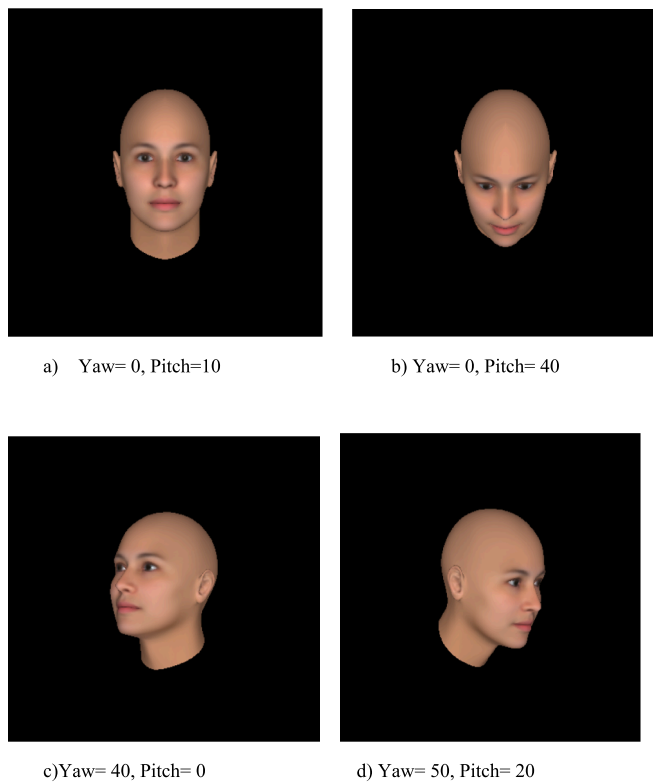 a) Yaw= 0, Pitch=10
b) Yaw= 0, Pitch= 40
c)Yaw= 40, Pitch= 0
d) Yaw= 50, Pitch= 20